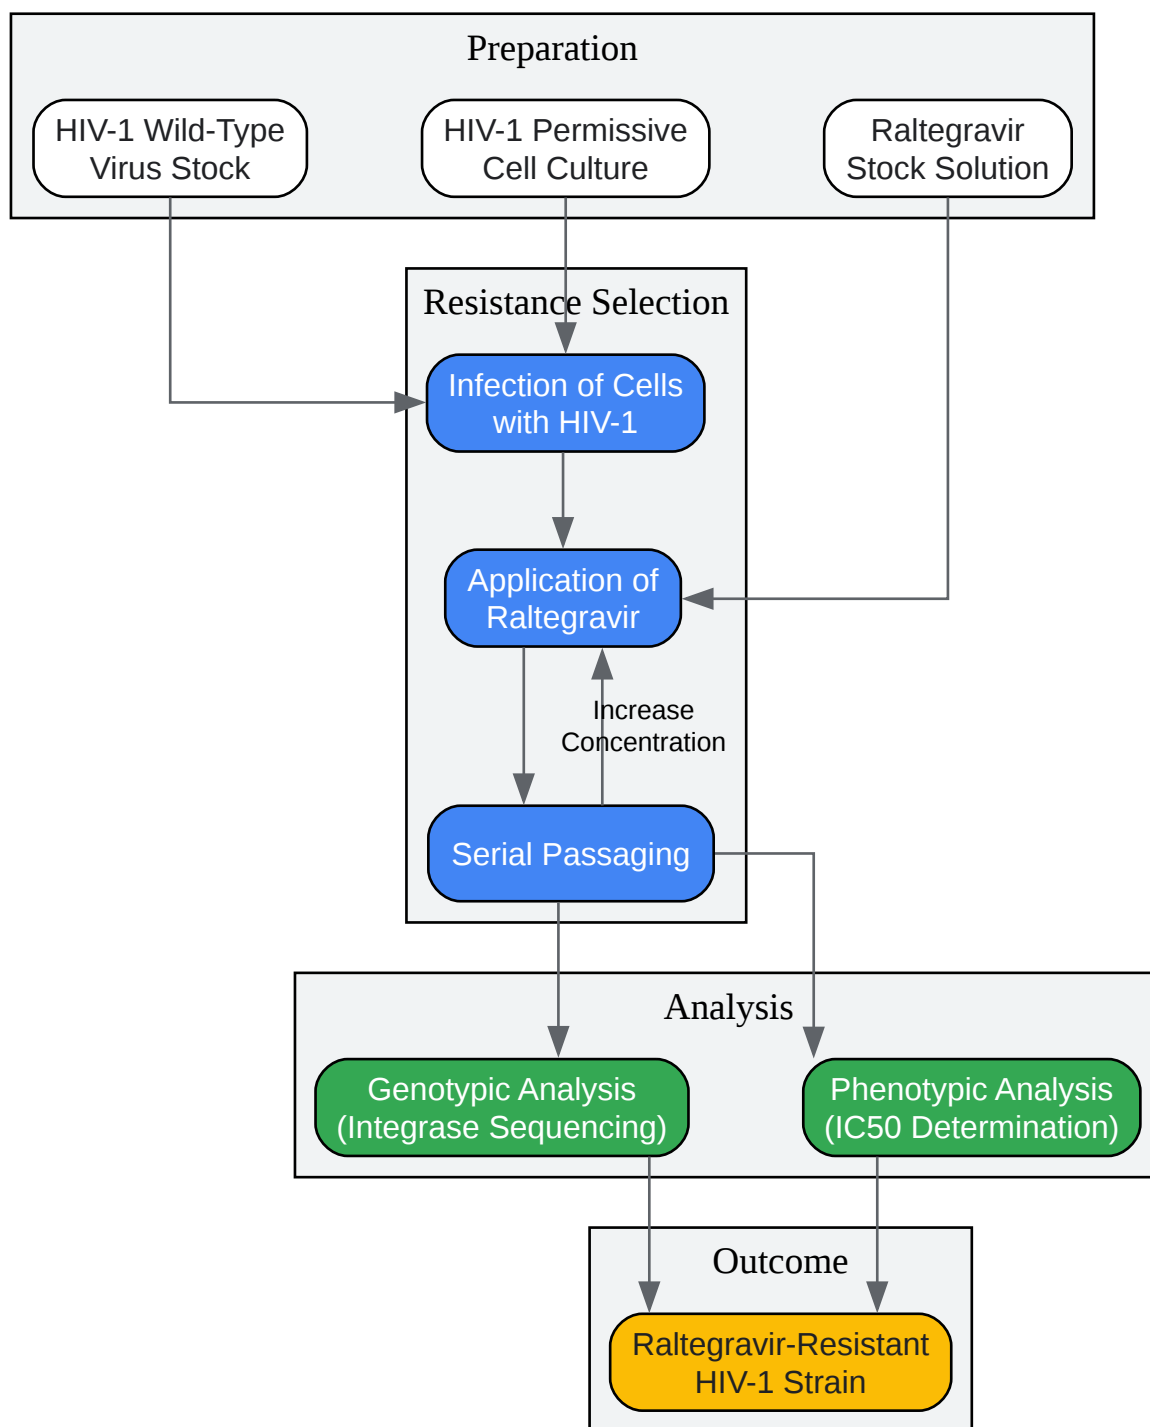 Preparation
HIV-1 Wild-Type
Virus Stock
HIV-1 Permissive
Cell Culture
Raltegravir
Stock Solution
Resistance Selection
Infection of Cells
with HIV-1
Application of
Raltegravir
Increase
Concentration
Serial Passaging
Analysis
Genotypic Analysis
(Integrase Sequencing)
Phenotypic Analysis
(IC50 Determination)
Outcome
Raltegravir-Resistant
HIV-1 Strain